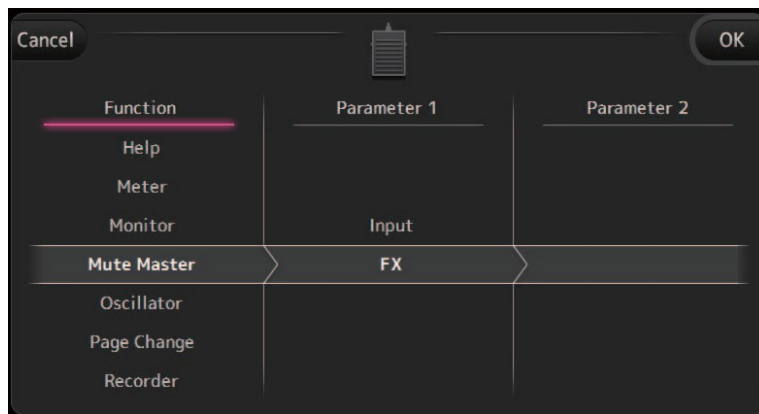 Cancel
OK
Function
Parameter 1
Parameter 2
Help
Meter
Monitor
Input
Mute Master
FX
Oscillator
Page Change
Recorder